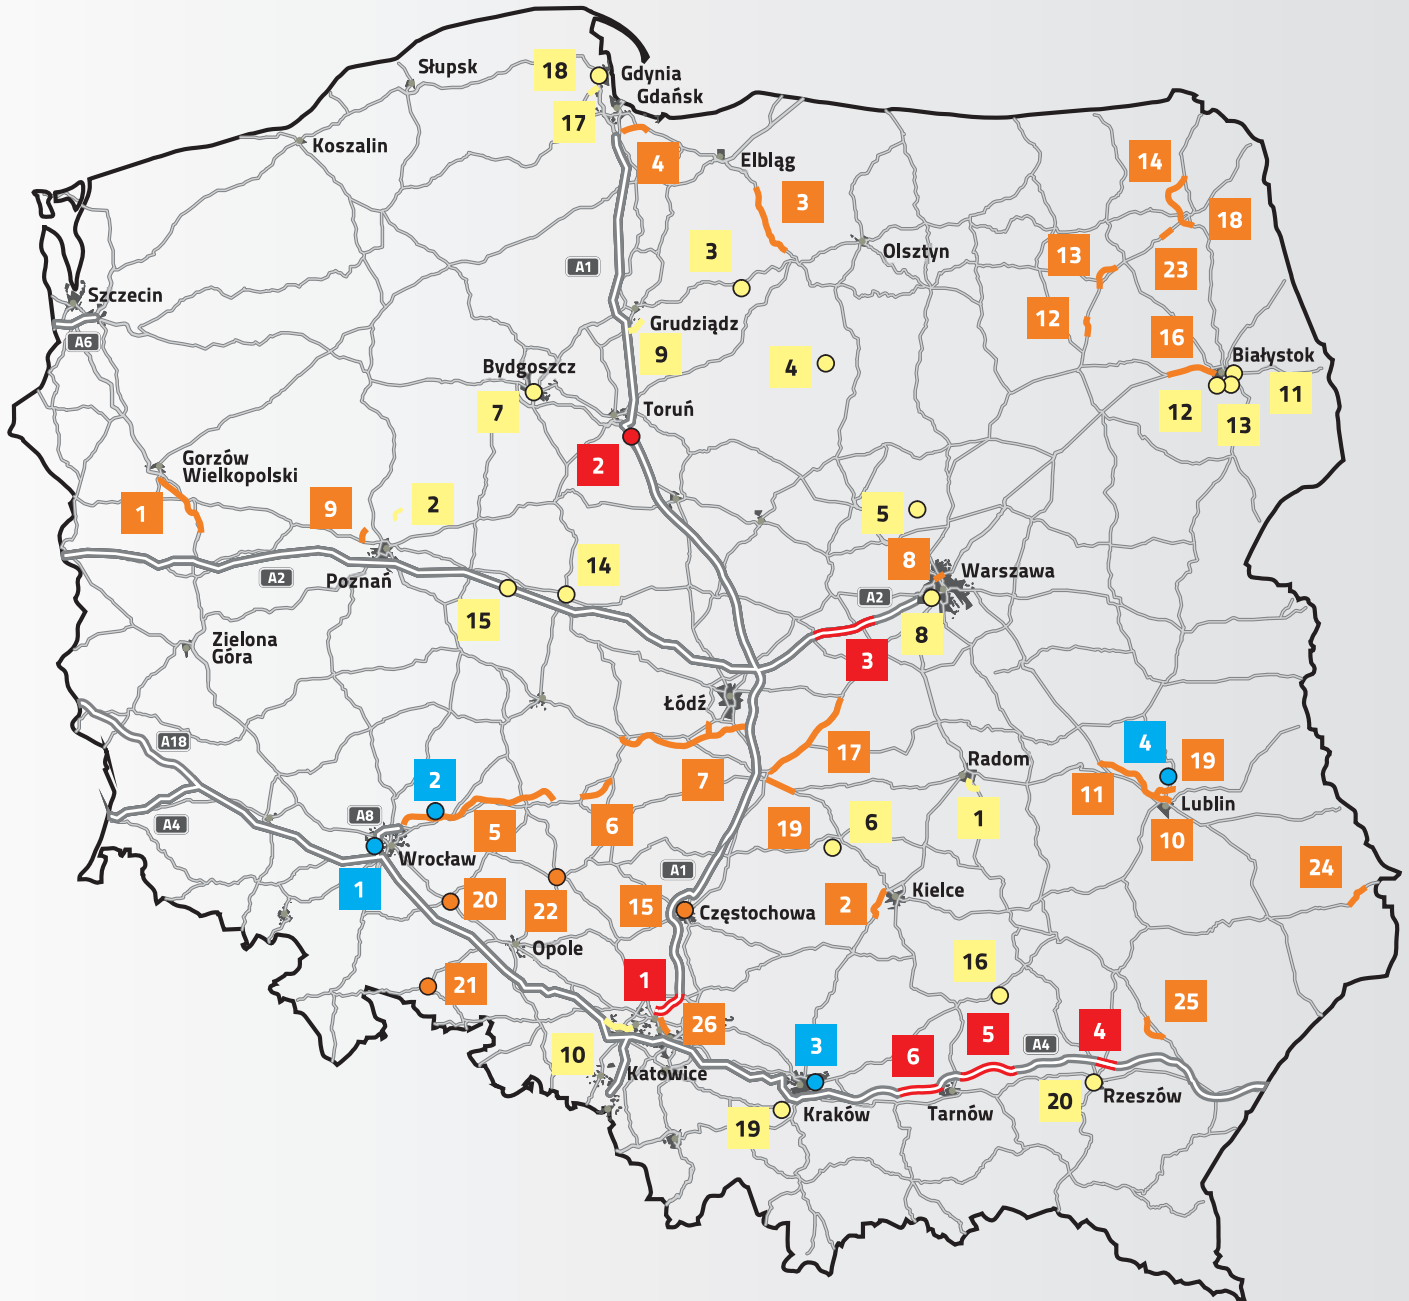 Słupsk
18
Gdynia
Gdańsk
17
Koszalin
4
Elbląg
14
3
18
3
Olsztyn
13
23
A1
Szczecin
12
Grudziądz
16
A6
9
4
Białystok
Bydgoszcz
11
7
Toruń
12
13
Gorzów
Wielkopolski
2
1
9
2
5
8
Warszawa
14
A2
Poznań
A2
15
8
Zielona
Góra
3
Łódź
A18
4
17
19
Radom
2
7
11
Lublin
A8
A4
5
6
19
6
1
10
Wrocław
24
A1
1
20
22
15
Częstochowa
2
Kielce
Opole
16
1
21
25
26
5
4
3
A4
10
6
Katowice
20
Rzeszów
Kraków
Tarnów
19